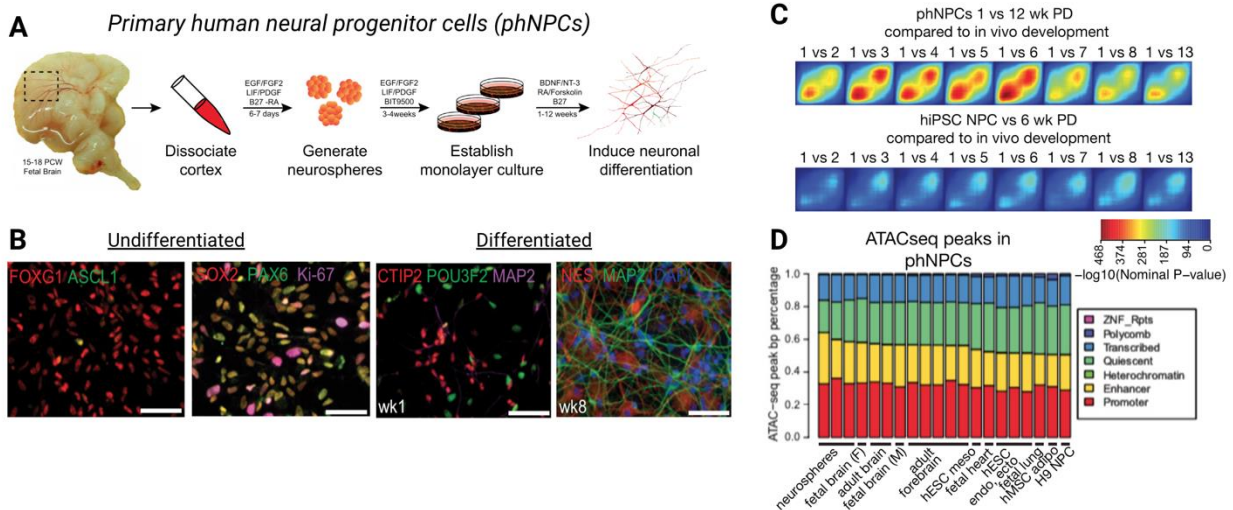 A
Primary human neural progenitor cells (phNPCs)
15-18 PCW
Fetal Brain
Dissociate
cortex
EGF/FGF2
LIF/PDGF
B27 -RA
6-7 days
Generate
neurospheres
EGF/FGF2
LIF/PDGF
BIT9500
3-4weeks
Establish
monolayer culture
BDNF/NT-3
RA/Forskolin
B27
1-12 weeks
Induce neuronal
differentiation
B
Undifferentiated
Differentiated
FOXG1 ASCL1
SOX2 PAX6 Ki-67
CTIP2 POU3F2 MAP2
wk1
NES MAP2 DAPI
wk8
C
phNPCs 1 vs 12 wk PD
compared to in vivo development
1 vs 2 1 vs 3 1 vs 4 1 vs 5 1 vs 6 1 vs 7 1 vs 8 1 vs 13
hiPSC NPC vs 6 wk PD
compared to in vivo development
1 vs 2 1 vs 3 1 vs 4 1 vs 5 1 vs 6 1 vs 7 1 vs 8 1 vs 13
468 374 281 187 94 0
−log10(Nominal P-value)
D
ATACseq peaks in
phNPCs
ATAC-seq peak bp percentage
1.0
0.8
0.6
0.4
0.2
0.0
neurospheres
fetal brain (F)
adult brain
fetal brain (M)
adult
forebrain
hESC meso
fetal heart
hESC
endo, ecto
fetal lung
hMSC adipo
H9 NPC
ZNF_Rpts
Polycomb
Transcribed
Quiescent
Heterochromatin
Enhancer
Promoter